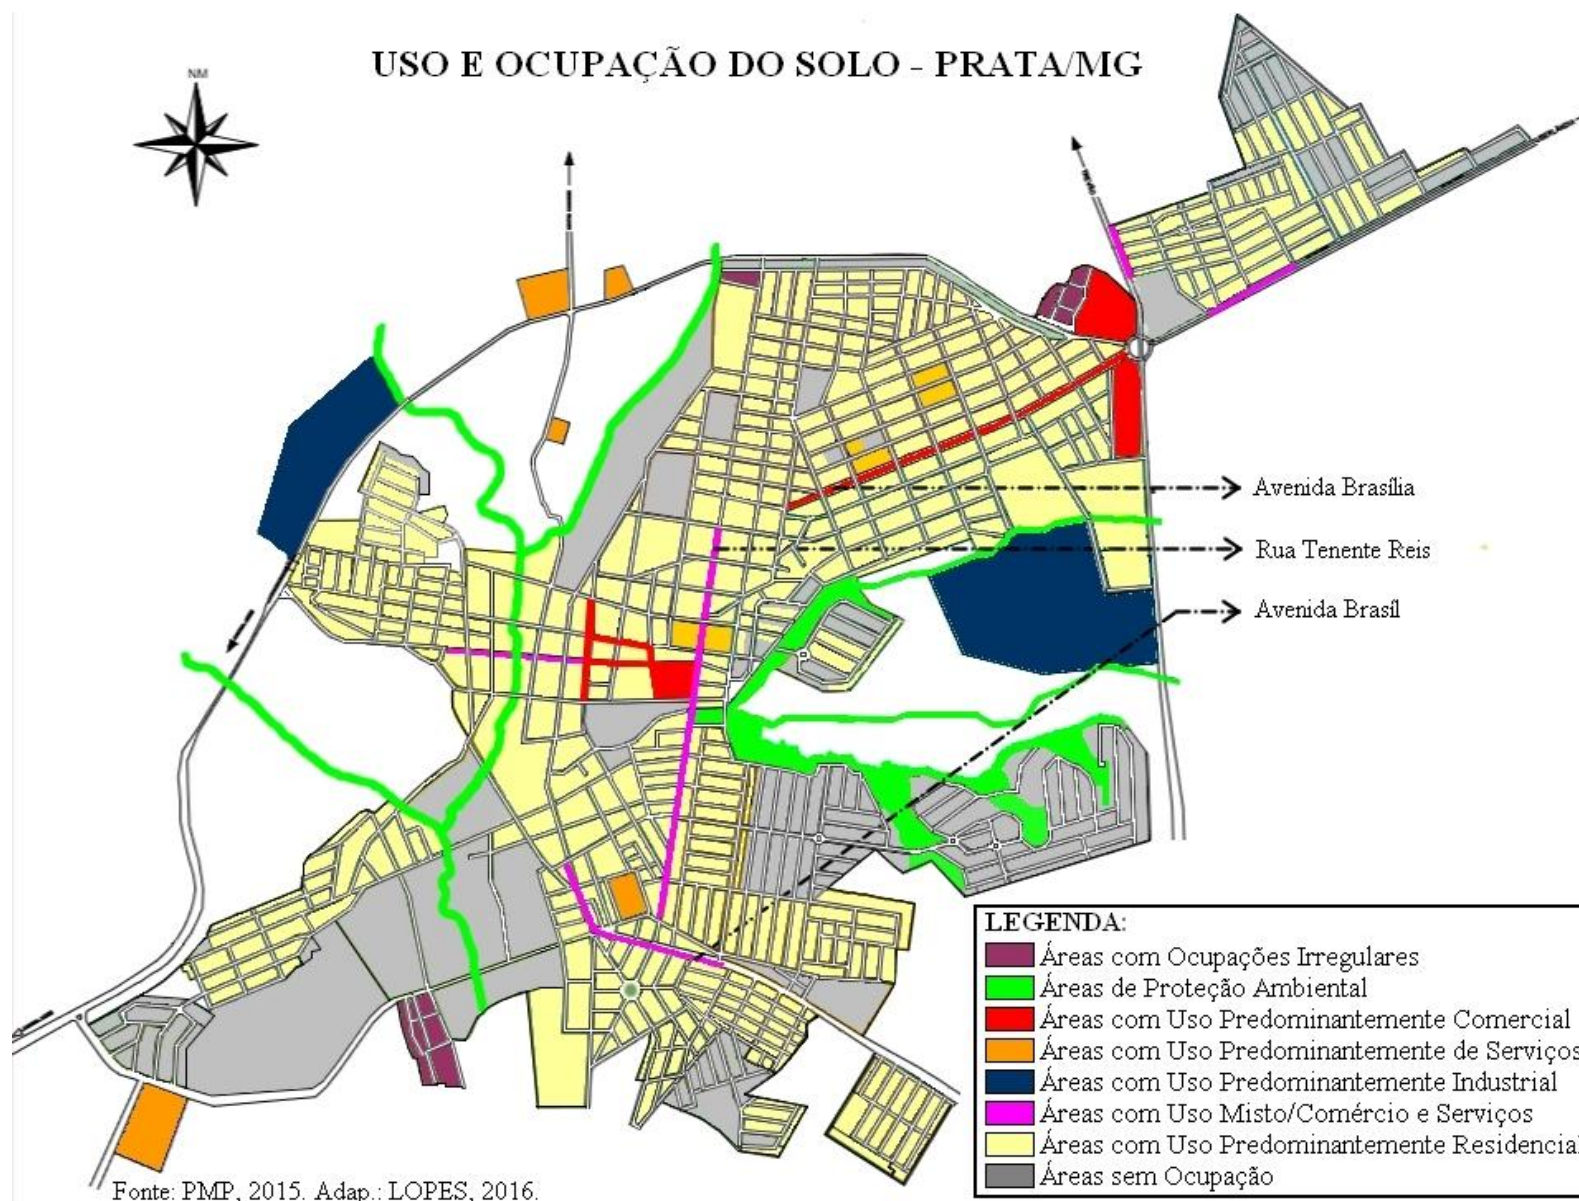 USO E OCUPAÇÃO DO SOLO - PRATA/MG
NM
Avenida Brasília
Rua Tenente Reis
Avenida Brasíl
LEGENDA:
Áreas com Ocupações Irregulares
Áreas de Proteção Ambiental
Áreas com Uso Predominantemente Comercial
Áreas com Uso Predominantemente de Serviços
Áreas com Uso Predominantemente Industrial
Áreas com Uso Misto/Comércio e Serviços
Áreas com Uso Predominantemente Residencial
Áreas sem Ocupação
Fonte: PMP, 2015. Adap.: LOPES, 2016.